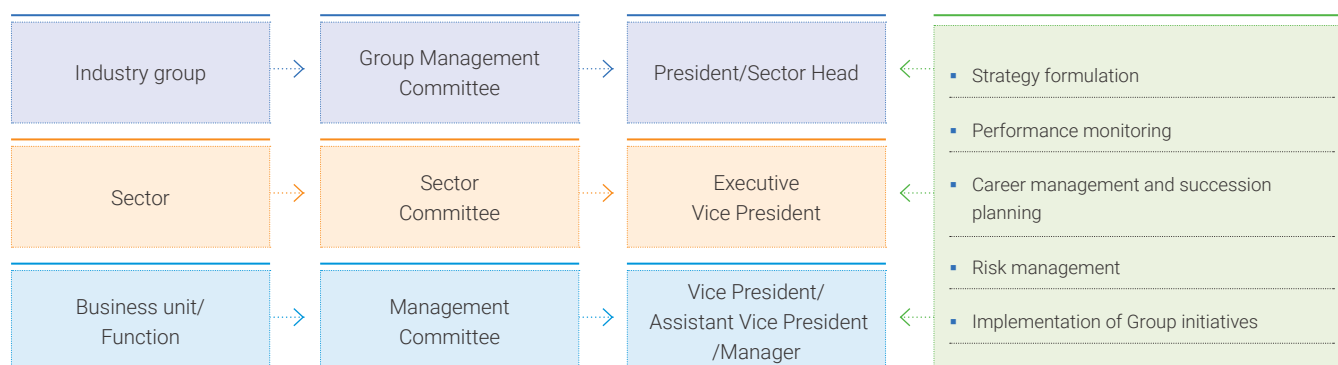 Industry group
Group Management
Committee
President/Sector Head
Sector
Sector
Committee
Executive
Vice President
Business unit/
Function
Management
Committee
Vice President/
Assistant Vice President
/Manager
▪ Strategy formulation
▪ Performance monitoring
▪ Career management and succession
planning
▪ Risk management
▪ Implementation of Group initiatives